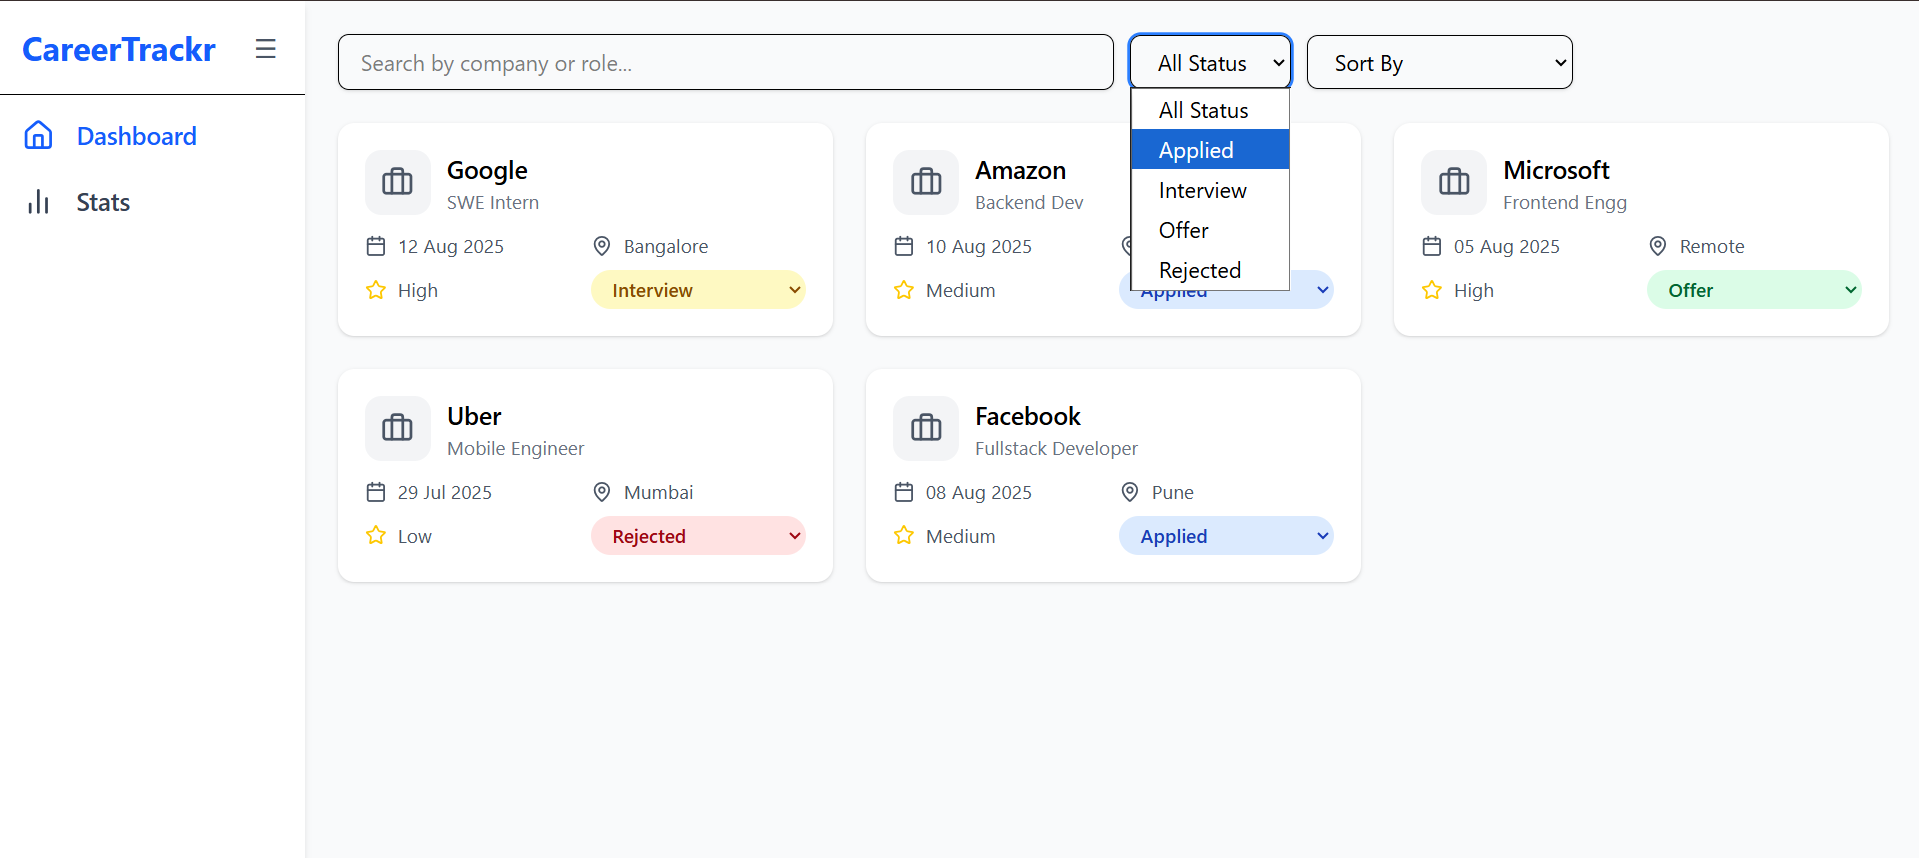 CareerTrackr
Dashboard
Stats
Search by company or role...
All Status
Sort By
All Status
Applied
Interview
Offer
Rejected
Google
SWE Intern
12 Aug 2025
Bangalore
High
Interview
Amazon
Backend Dev
10 Aug 2025
Medium
Applied
Microsoft
Frontend Engg
05 Aug 2025
Remote
High
Offer
Uber
Mobile Engineer
29 Jul 2025
Mumbai
Low
Rejected
Facebook
Fullstack Developer
08 Aug 2025
Pune
Medium
Applied